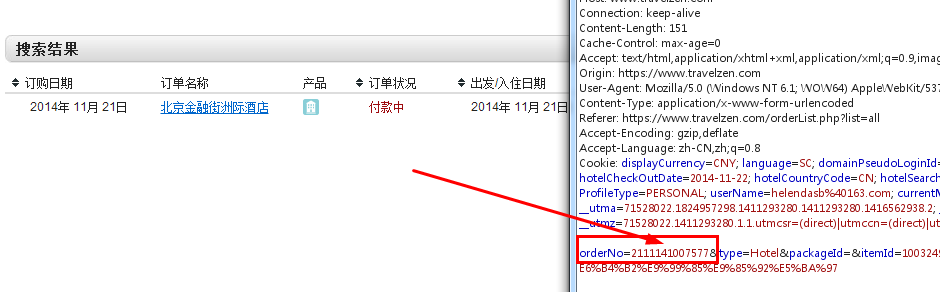 搜索结果
订购日期 订单名称 产品 订单状况 出发/入住日期
2014年 11月 21日 北京金融街洲际酒店 付款中 2014年 11月 21日
Connection: keep-alive
Content-Length: 151
Cache-Control: max-age=0
Accept: text/html,application/xhtml+xml,application/xml;q=0.9,imag
Origin: https://www.travelzen.com
User-Agent: Mozilla/5.0 (Windows NT 6.1; WOW64) AppleWebKit/537
Content-Type: application/x-www-form-urlencoded
Referer: https://www.travelzen.com/orderList.php?list=all
Accept-Encoding: gzip,deflate
Accept-Language: zh-CN,zh;q=0.8
Cookie: displayCurrency=CNY; language=SC; domainPseudoLoginId=
hotelCheckOutDate=2014-11-22; hotelCountryCode=CN; hotelSearch
ProfileType=PERSONAL; userName=helendasb%40163.com; currentM
__utma=71528022.1824957298.1411293280.1411293280.1416562938.2;
__utmz=71528022.1411293280.1.1.utmcsr=(direct)|utmccn=(direct)|ut
orderNo=2111141007577&type=Hotel&packageId=&itemId=1003249
E6%B4%B2%E9%99%85%E9%85%92%E5%BA%97